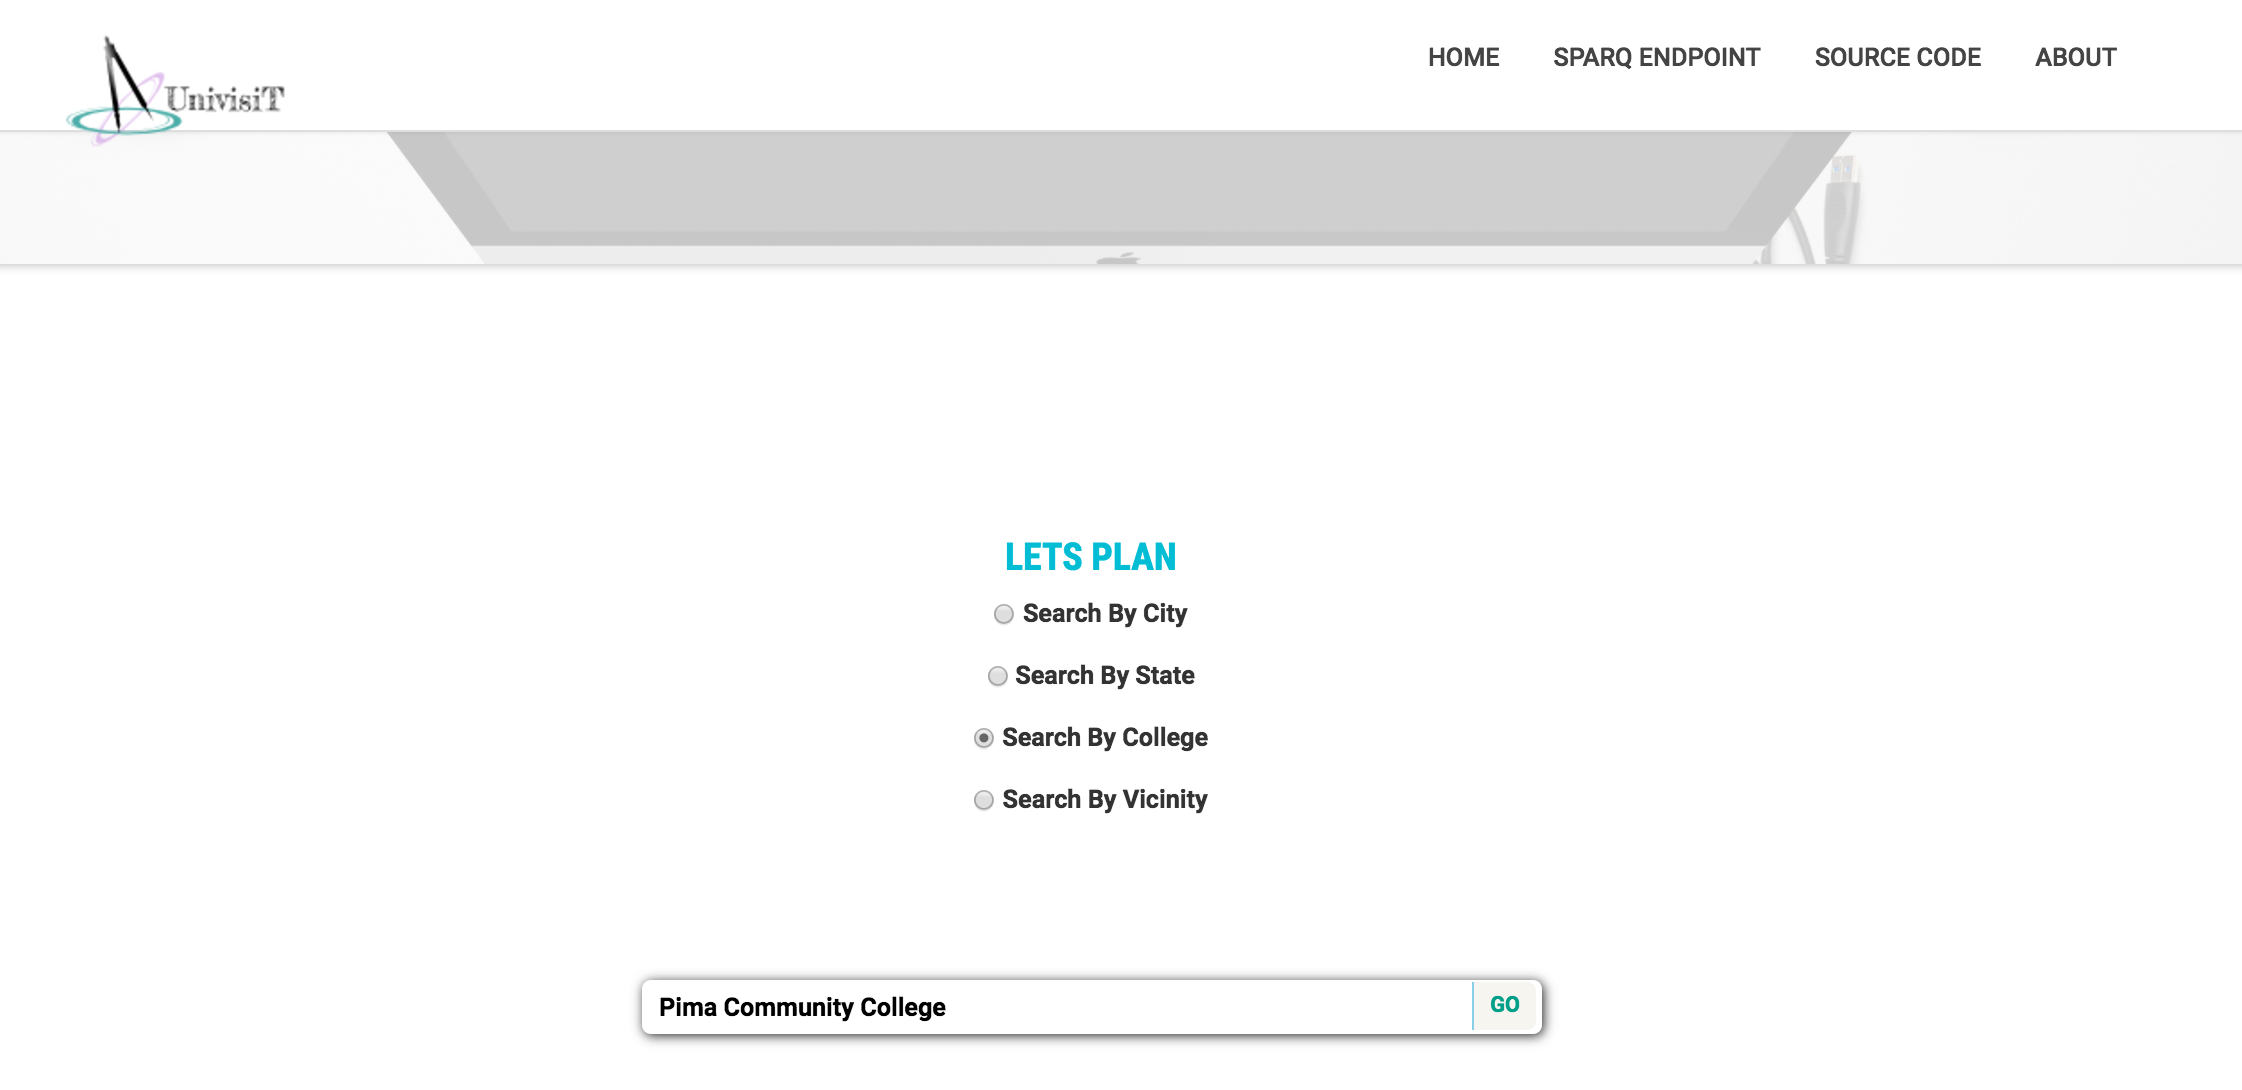 UnivisiT
HOME SPARQ ENDPOINT SOURCE CODE ABOUT
LETS PLAN
Search By City
Search By State
Search By College
Search By Vicinity
Pima Community College GO